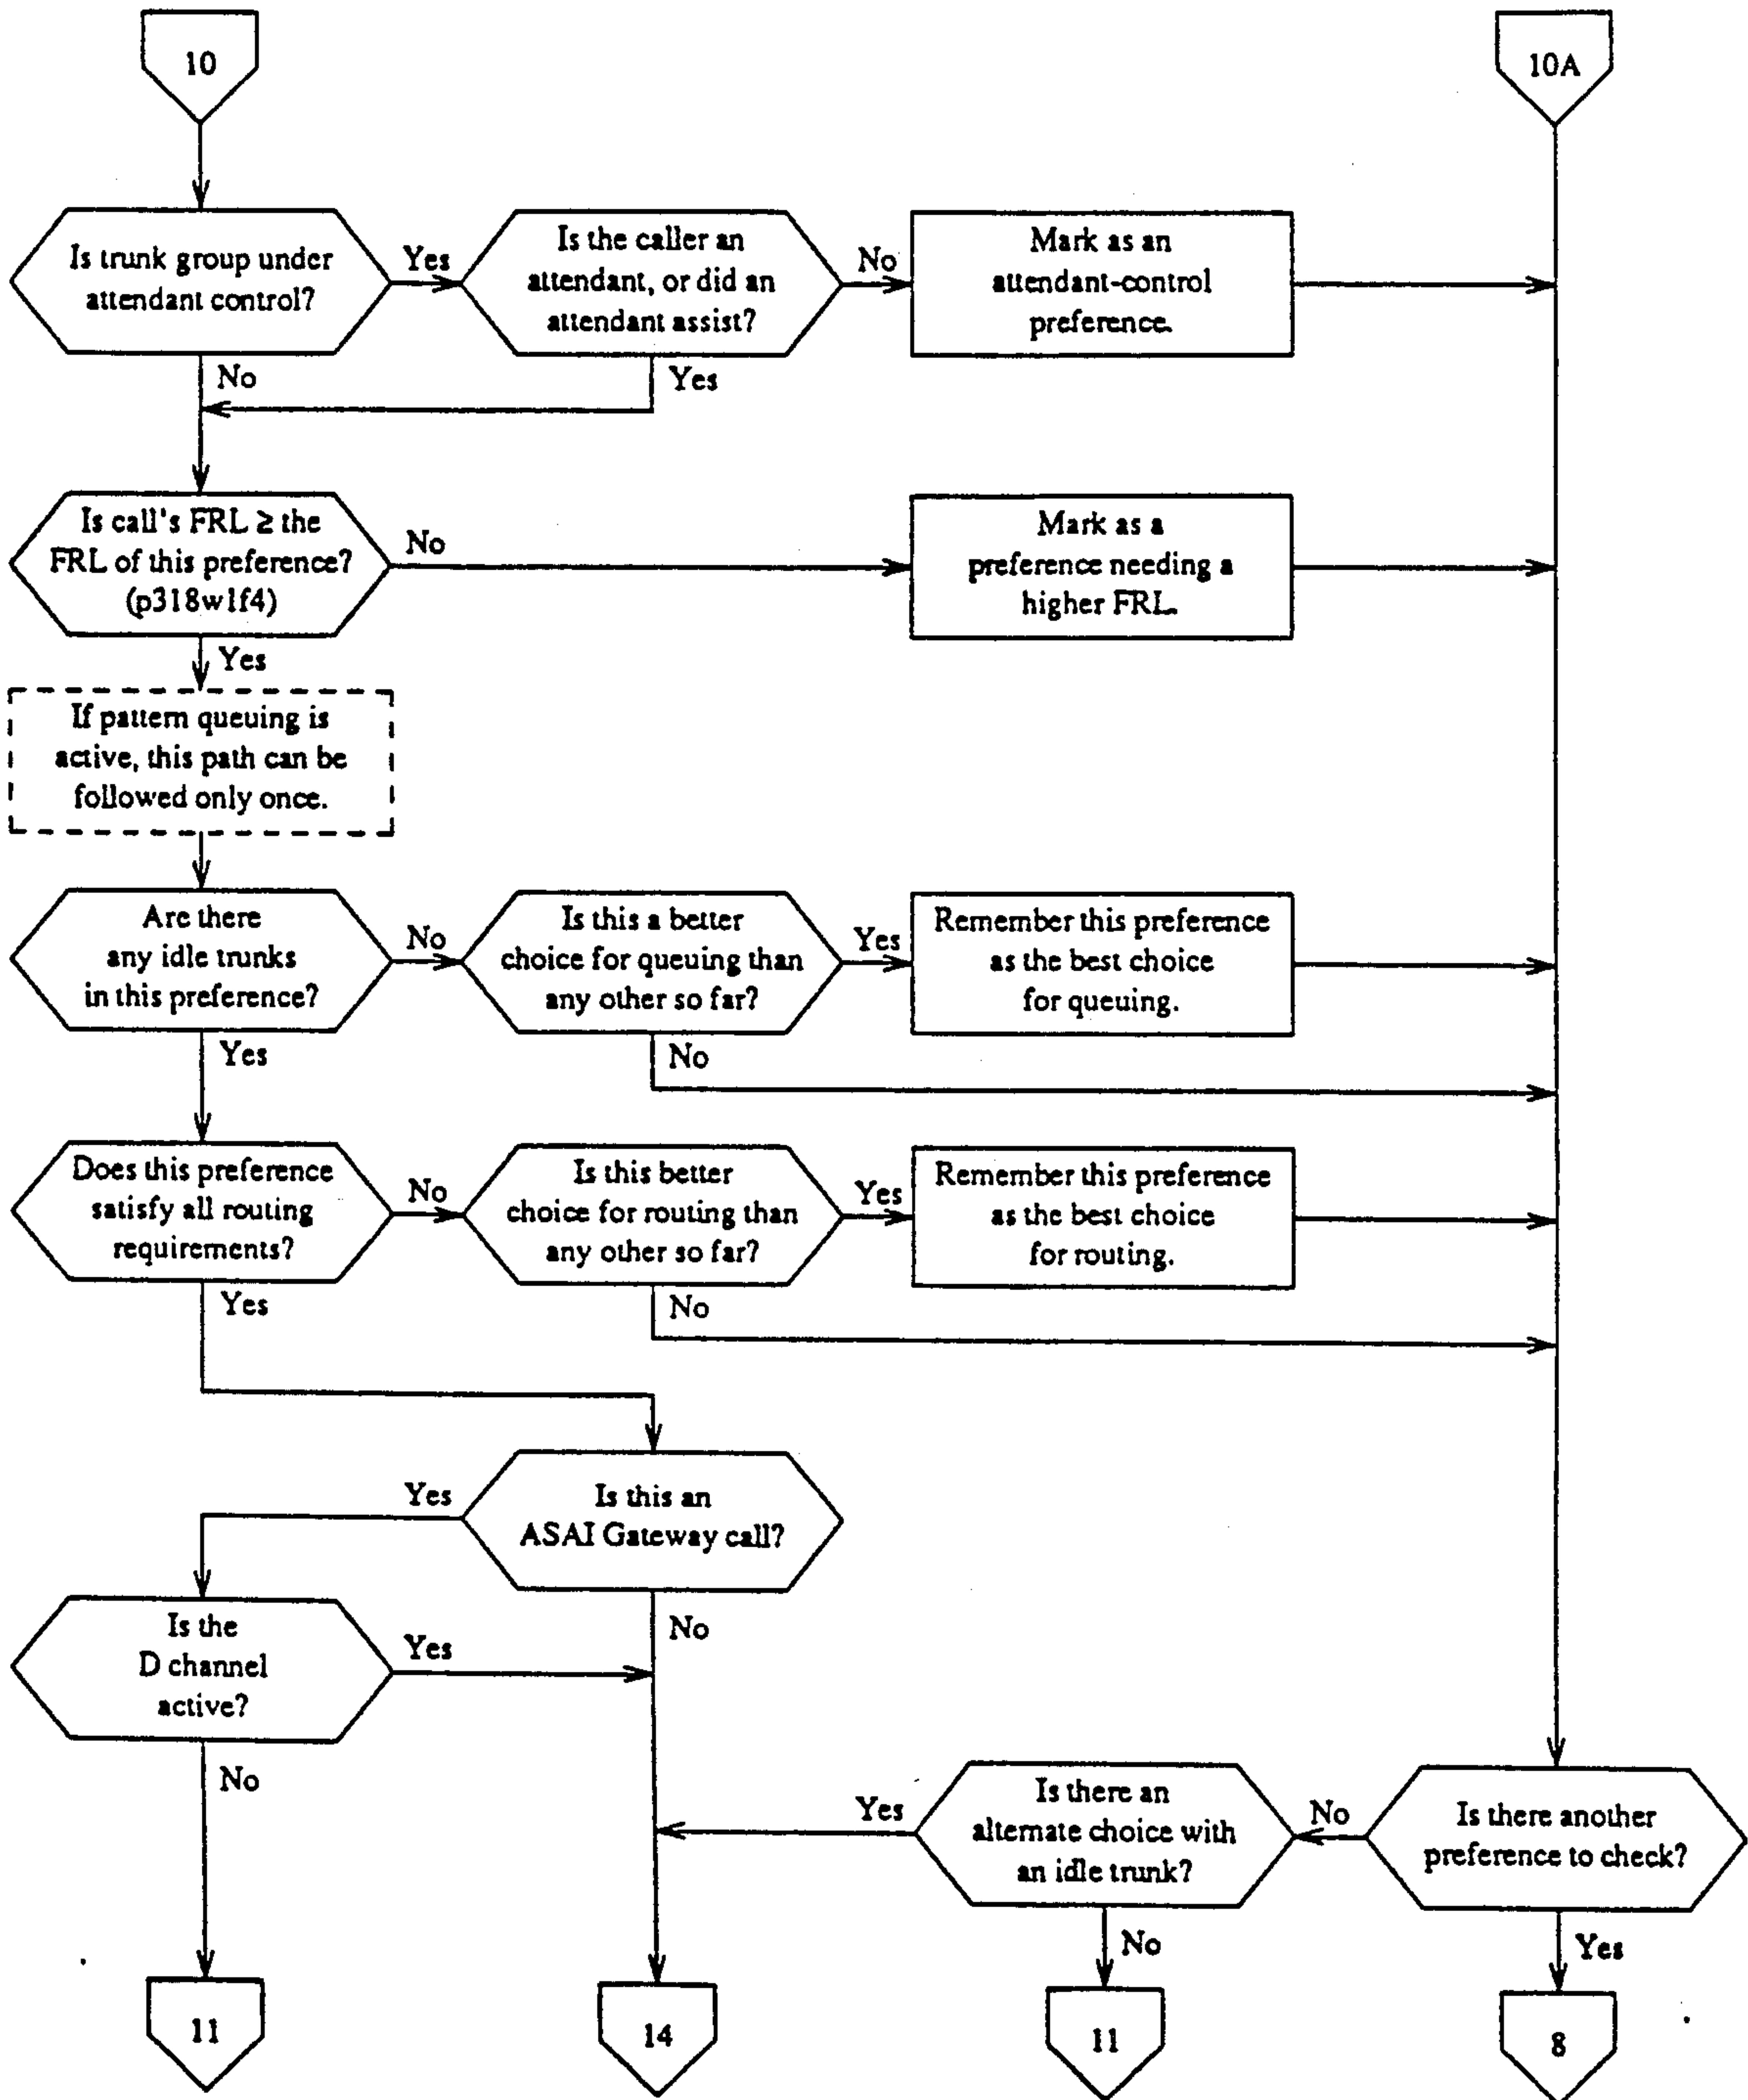 10
10A
Is trunk group under
attendant control?
Yes
Is the caller an
attendant, or did an
attendant assist?
No
Mark as an
attendant-control
preference.
No
Yes
Is call's FRL ≥ the
FRL of this preference?
(p318w1f4)
No
Mark as a
preference needing a
higher FRL.
Yes
If pattern queuing is
active, this path can be
followed only once.
Are there
any idle trunks
in this preference?
No
Is this a better
choice for queuing than
any other so far?
Yes
Remember this preference
as the best choice
for queuing.
Yes
No
Does this preference
satisfy all routing
requirements?
No
Is this better
choice for routing than
any other so far?
Yes
Remember this preference
as the best choice
for routing.
Yes
No
Yes
Is this an
ASAI Gateway call?
Is the
D channel
active?
Yes
No
No
Yes
Is there an
alternate choice with
an idle trunk?
No
Is there another
preference to check?
No
Yes
11
14
11
8